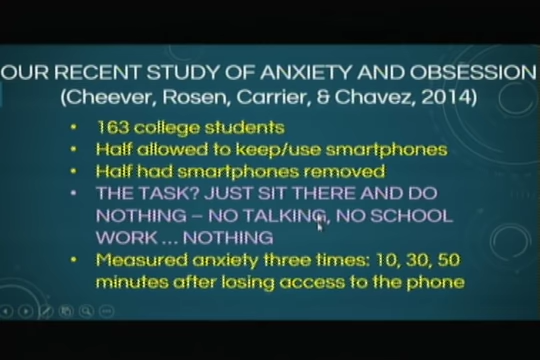 OUR RECENT STUDY OF ANXIETY AND OBSESSION
(Cheever, Rosen, Carrier, & Chavez, 2014)
• 163 college students
• Half allowed to keep/use smartphones
• Half had smartphones removed
• THE TASK? JUST SIT THERE AND DO
NOTHING – NO TALKING, NO SCHOOL
WORK ... NOTHING
• Measured anxiety three times: 10, 30, 50
minutes after losing access to the phone